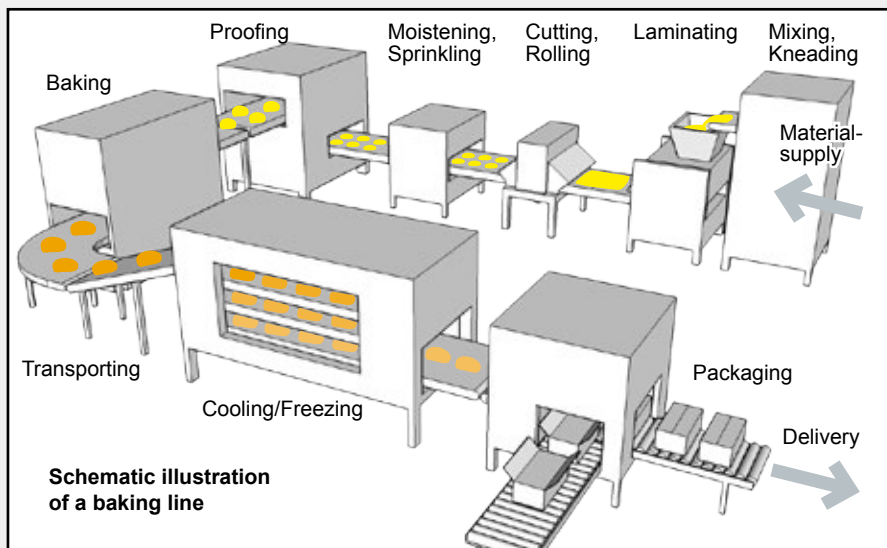 Proofing
Moistening,
Sprinkling
Cutting,
Rolling
Laminating
Mixing,
Kneading
Baking
Material-
supply
Transporting
Cooling/Freezing
Packaging
Delivery
Schematic illustration
of a baking line